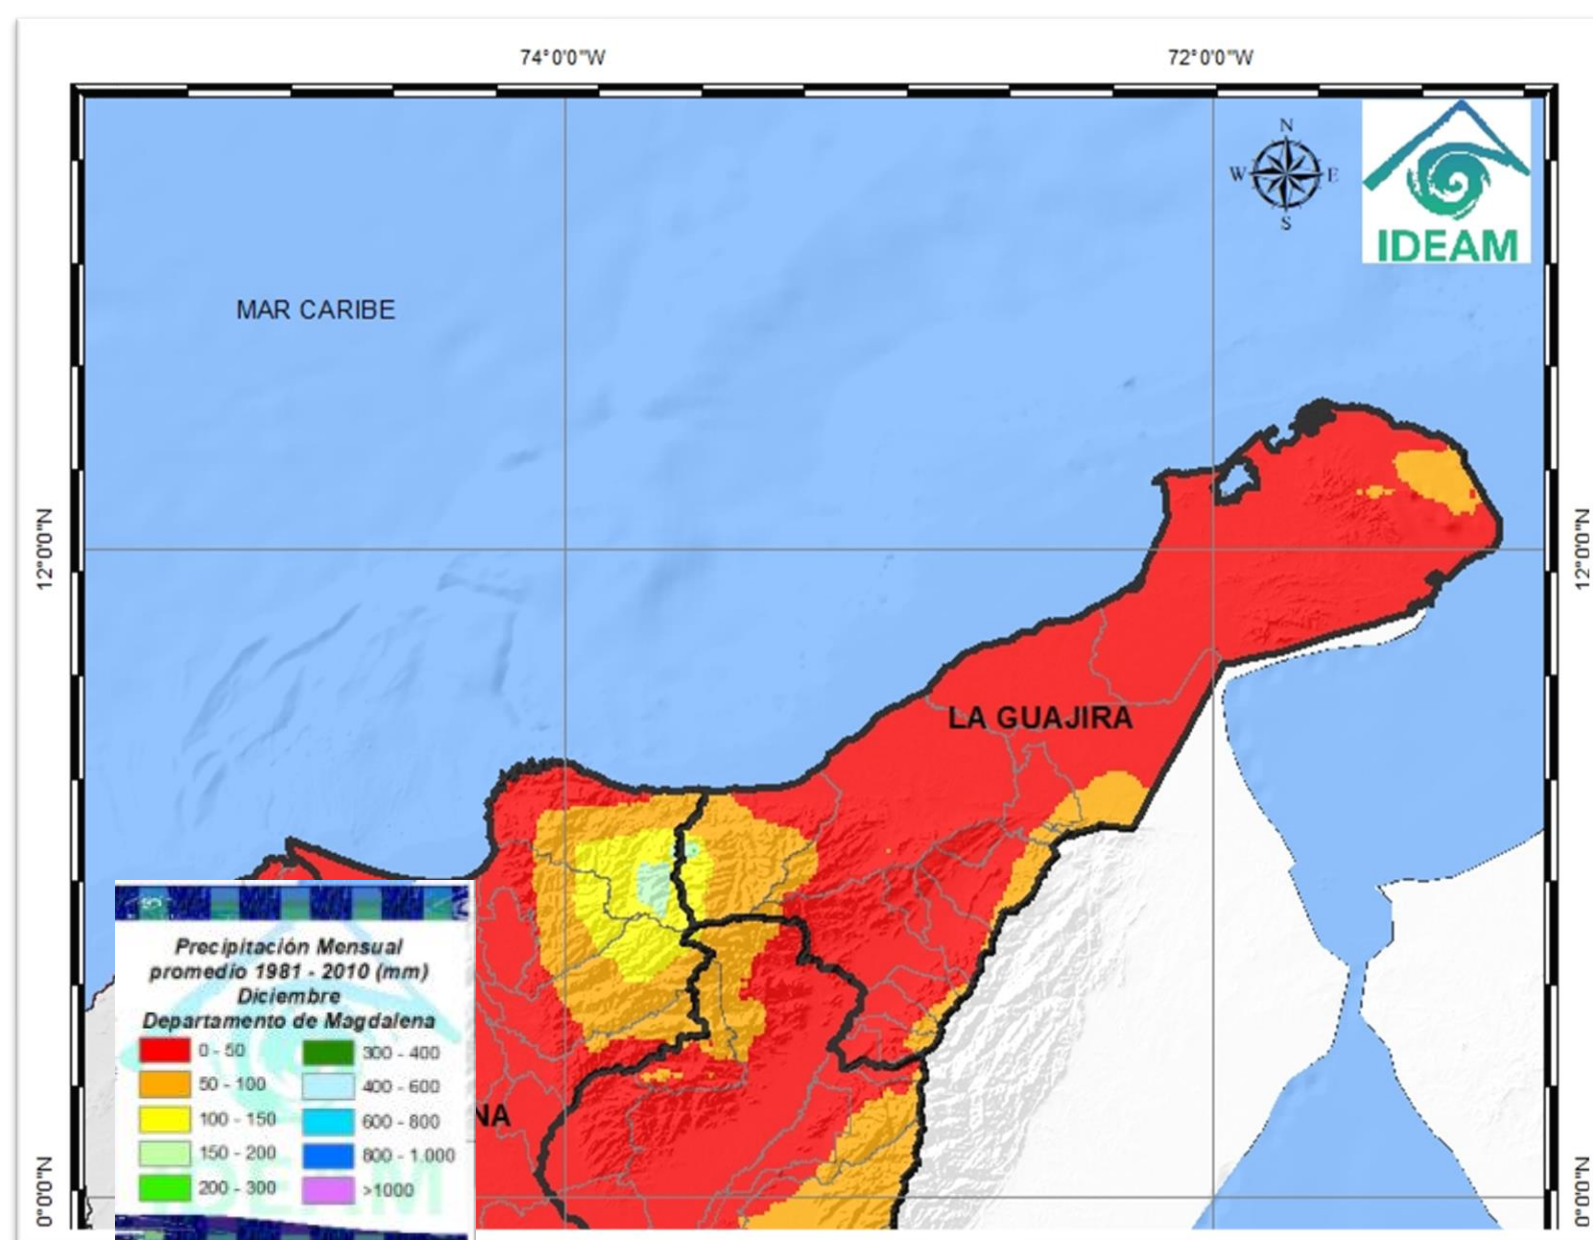 74°0'0"W
72°0'0"W
N
W
E
S
IDEAM
MAR CARIBE
12°0'0"N
12°0'0"N
LA GUAJIRA
NA
Precipitación Mensual
promedio 1981 - 2010 (mm)
Diciembre
Departamento de Magdalena
0 - 50
300 - 400
50 - 100
400 - 600
100 - 150
600 - 800
150 - 200
800 - 1.000
200 - 300
>1000
0°0'0"N
0°0'0"N